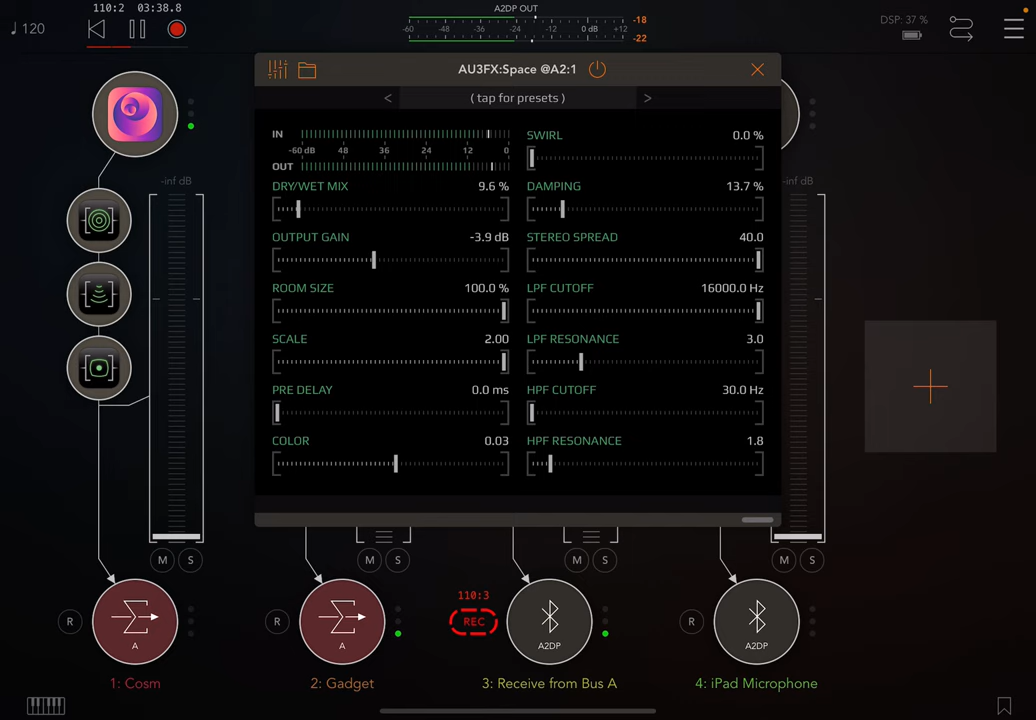 110:2 03:38.8
♩120
A2DP OUT
-60 -48 -36 -24 -12 0 dB 12
-18
-22
DSP: 37 %
AU3FX:Space @A2:1
< ( tap for presets ) >
IN
-60 dB 48 36 24 12 0
OUT
DRY/WET MIX 9.6 %
OUTPUT GAIN -3.9 dB
ROOM SIZE 100.0 %
SCALE 2.00
PRE DELAY 0.0 ms
COLOR 0.03
SWIRL 0.0 %
DAMPING 13.7 %
STEREO SPREAD 40.0
LPF CUTOFF 16000.0 Hz
LPF RESONANCE 3.0
HPF CUTOFF 30.0 Hz
HPF RESONANCE 1.8
-inf dB
-inf dB
M S
M S
M S
M S
R
A
R
A
110:3
REC
A2DP
R
A2DP
1: Cosm
2: Gadget
3: Receive from Bus A
4: iPad Microphone